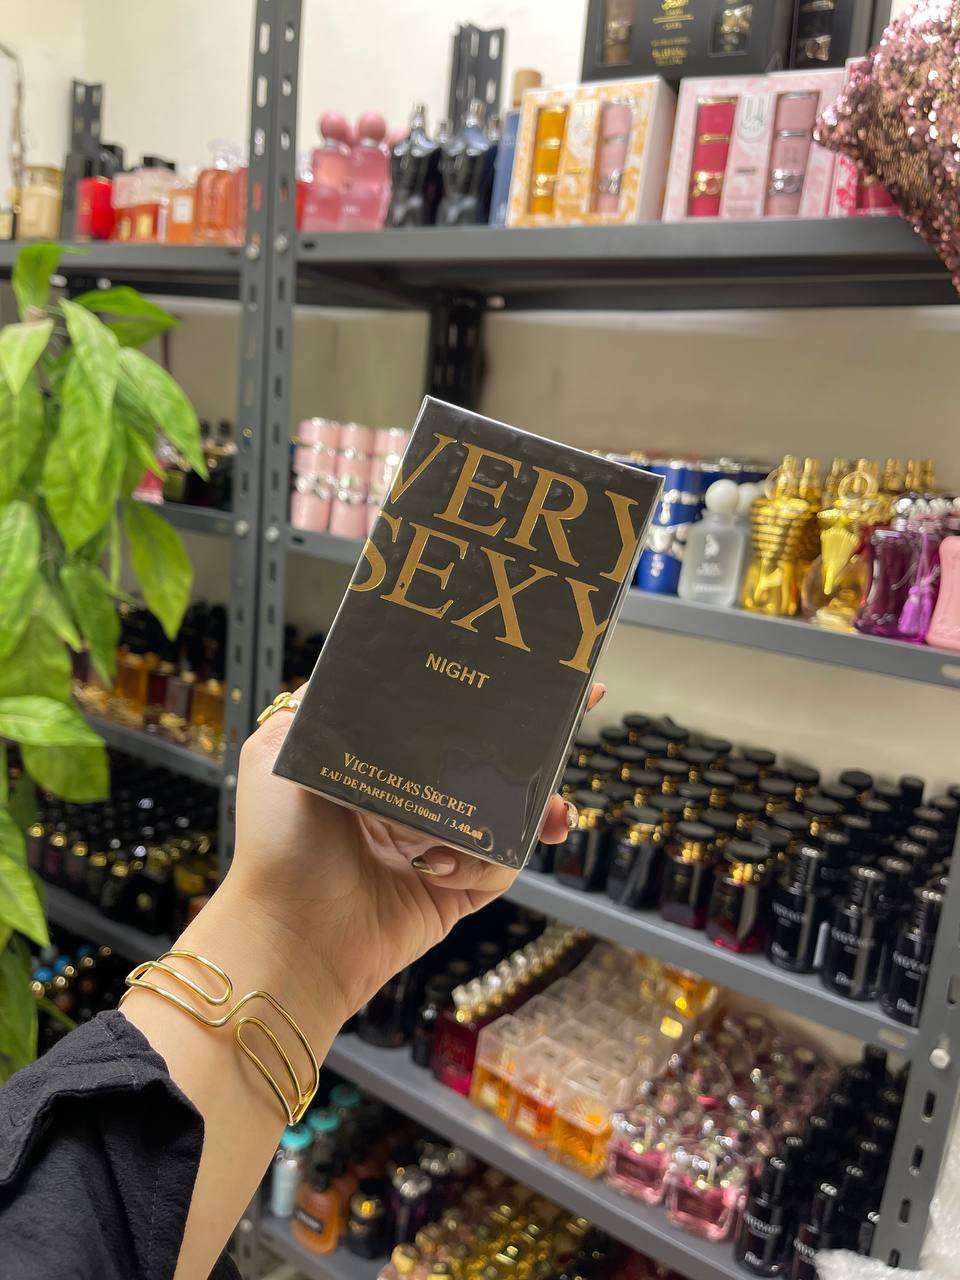 VERY
SEXY
NIGHT
VICTORIA'S SECRET
EAU DE PARFUM ℮100ml / 3.4fl.oz